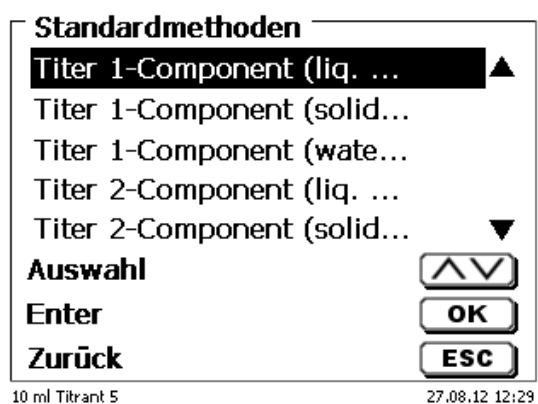 Standardmethoden
Titer 1-Component (liq. ...
Titer 1-Component (solid...
Titer 1-Component (wate...
Titer 2-Component (liq. ...
Titer 2-Component (solid...
Auswahl
Enter OK
Zurück ESC
10 ml Titrant 5 27.08.12 12:29